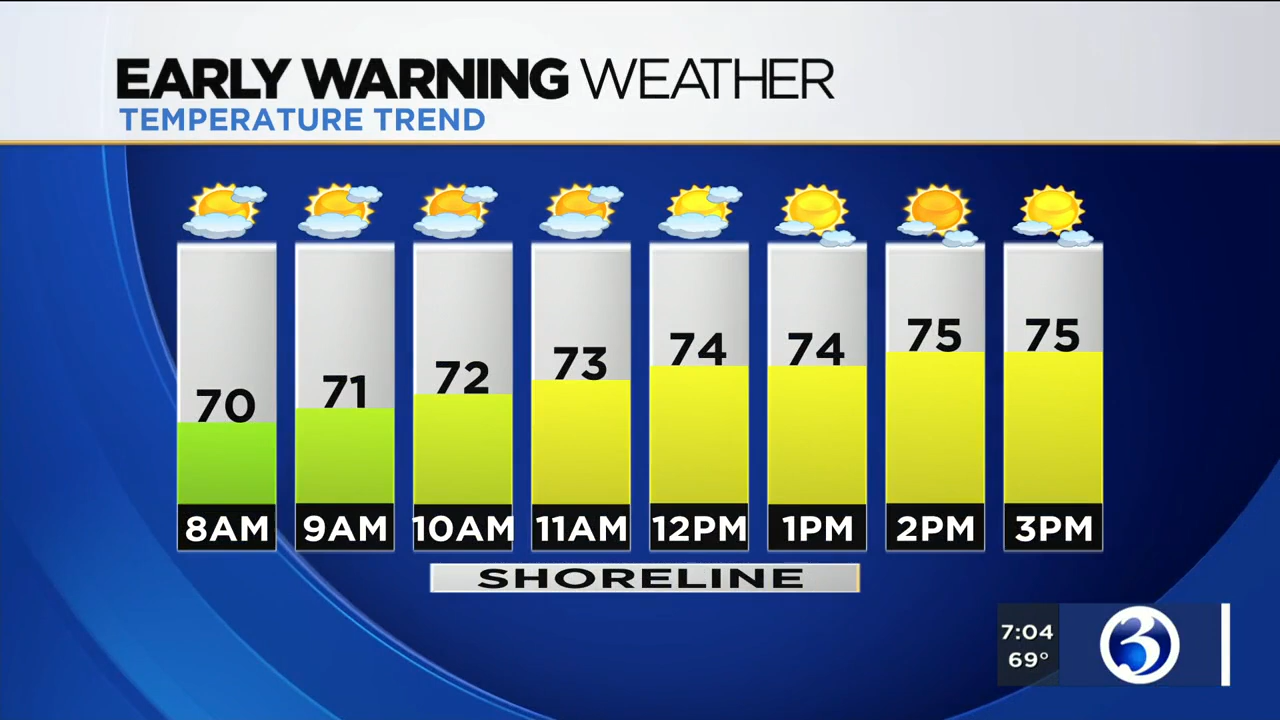 EARLY WARNING WEATHER
TEMPERATURE TREND
70 71 72 73 74 74 75 75
8AM 9AM 10AM 11AM 12PM 1PM 2PM 3PM
SHORELINE
7:04
69°
3